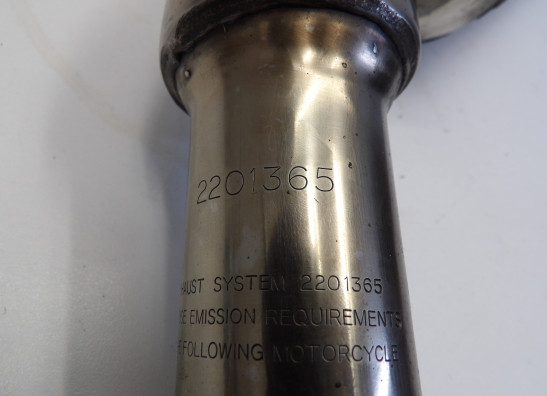 2201365
HAUST SYSTEM 2201365
EMISSION REQUIREMENTS
FOLLOWING MOTORCYCLE